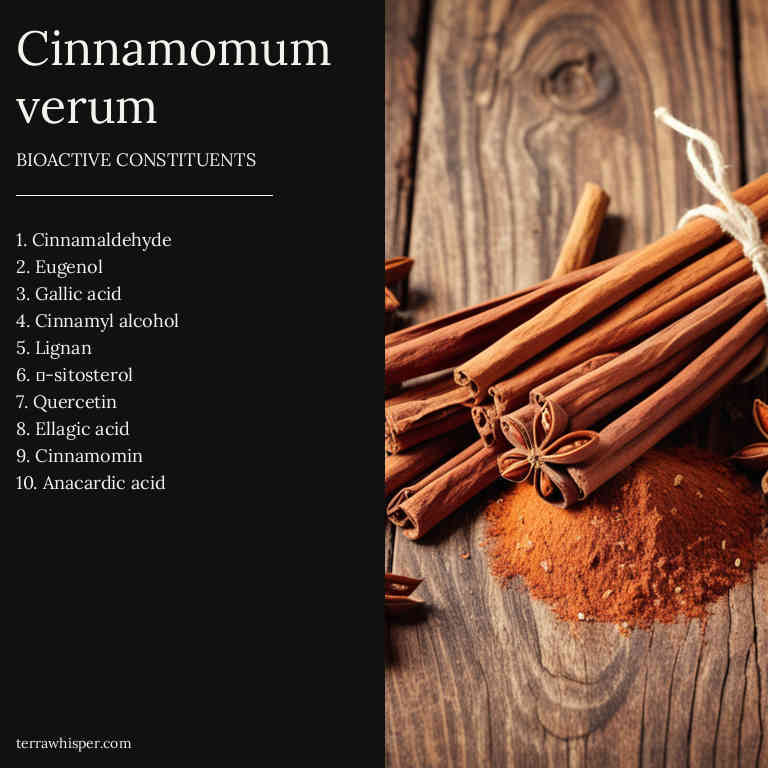 Cinnamomum
verum
BIOACTIVE CONSTITUENTS
1. Cinnamaldehyde
2. Eugenol
3. Gallic acid
4. Cinnamyl alcohol
5. Lignan
6. □-sitosterol
7. Quercetin
8. Ellagic acid
9. Cinnamomin
10. Anacardic acid
terrawhisper.com